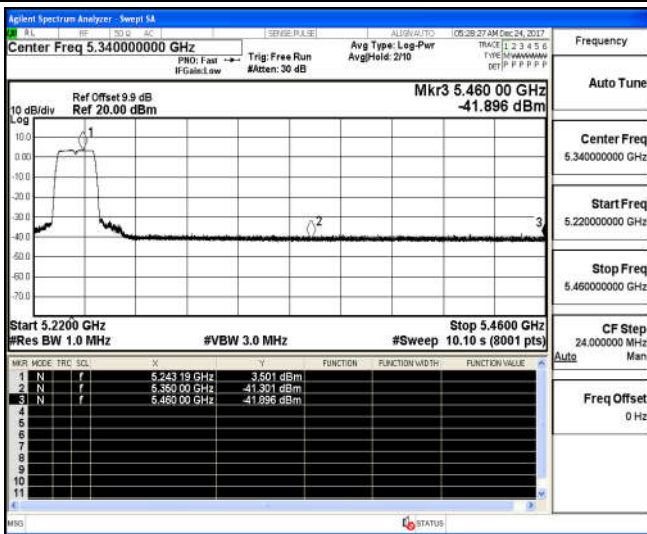 Agilent Spectrum Analyzer - Swept SA
RL RF 50 Ω AC SENSE:PULSE ALIGN AUTO 05:28:27 AM Dec 24, 2017
Center Freq 5.340000000 GHz
PNO: Fast
IFGain:Low
Trig: Free Run
#Atten: 30 dB
Avg Type: Log-Pwr
Avg|Hold: 2/10
TRACE 1 2 3 4 5 6
TYPE MWWWWW
DET P P P P P P
Ref Offset 9.9 dB
Ref 20.00 dBm
10 dB/div
Log
Mkr3 5.460 00 GHz
-41.896 dBm
10.0
0.00
-10.0
-20.0
-30.0
-40.0
-50.0
-60.0
-70.0
1
2
3
Start 5.2200 GHz
#Res BW 1.0 MHz
#VBW 3.0 MHz
Stop 5.4600 GHz
#Sweep 10.10 s (8001 pts)
MKR MODE TRC SCL X Y FUNCTION FUNCTION WIDTH FUNCTION VALUE
1 N f 5.243 19 GHz 3.501 dBm
2 N f 5.350 00 GHz -41.301 dBm
3 N f 5.460 00 GHz -41.896 dBm
4
5
6
7
8
9
10
11
MSG
STATUS
Frequency
Auto Tune
Center Freq
5.340000000 GHz
Start Freq
5.220000000 GHz
Stop Freq
5.460000000 GHz
CF Step
24.000000 MHz
Auto Man
Freq Offset
0 Hz